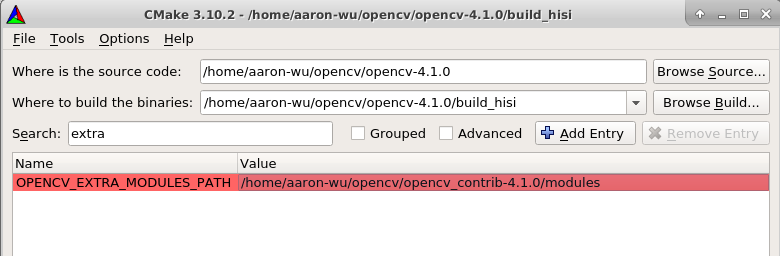 CMake 3.10.2 - /home/aaron-wu/opencv/opencv-4.1.0/build_hisi
File Tools Options Help
Where is the source code: /home/aaron-wu/opencv/opencv-4.1.0 Browse Source...
Where to build the binaries: /home/aaron-wu/opencv/opencv-4.1.0/build_hisi Browse Build...
Search: extra Grouped Advanced Add Entry Remove Entry
Name Value
OPENCV_EXTRA_MODULES_PATH /home/aaron-wu/opencv/opencv_contrib-4.1.0/modules